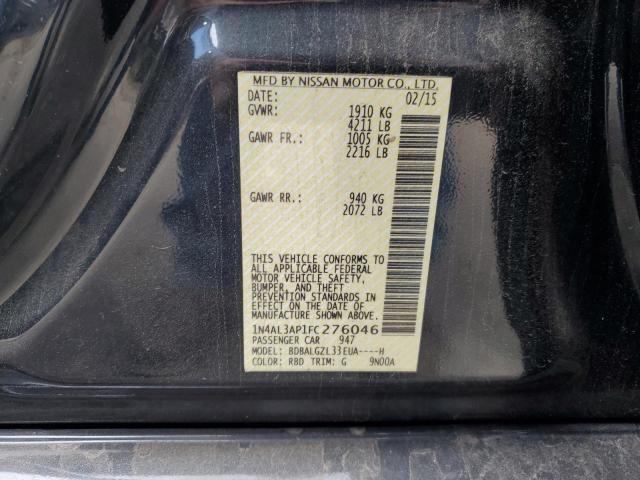 MFD BY NISSAN MOTOR CO., LTD.
DATE: 02/15
GVWR: 1910 KG
4211 LB
GAWR FR.: 1005 KG
2216 LB
GAWR RR.: 940 KG
2072 LB
THIS VEHICLE CONFORMS TO
ALL APPLICABLE FEDERAL
MOTOR VEHICLE SAFETY,
BUMPER, AND THEFT
PREVENTION STANDARDS IN
EFFECT ON THE DATE OF
MANUFACTURE SHOWN ABOVE.
1N4AL3AP1FC276046
PASSENGER CAR 947
MODEL: BDBALGZL33EUA----H
COLOR: RBD TRIM: G 9N00A